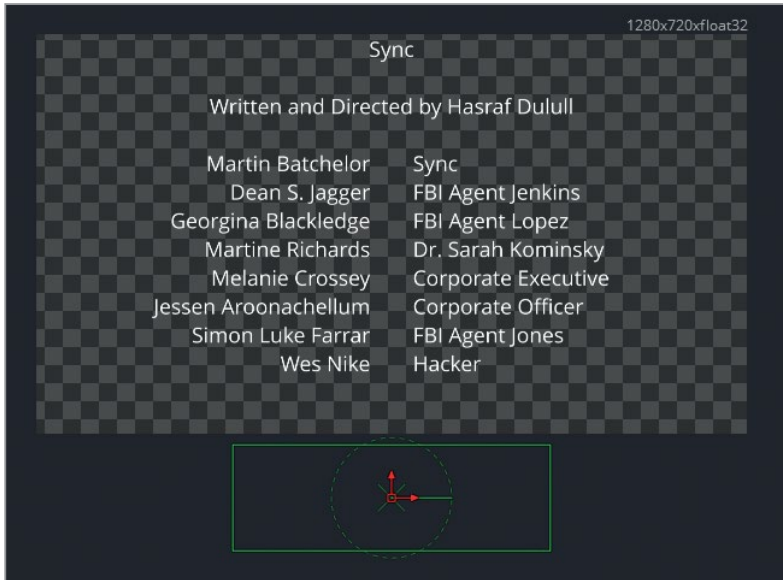 1280x720xfloat32
Sync
Written and Directed by Hasraf Dulull
Martin Batchelor Sync
Dean S. Jagger FBI Agent Jenkins
Georgina Blackledge FBI Agent Lopez
Martine Richards Dr. Sarah Kominsky
Melanie Crossey Corporate Executive
Jessen Aroonachellum Corporate Officer
Simon Luke Farrar FBI Agent Jones
Wes Nike Hacker